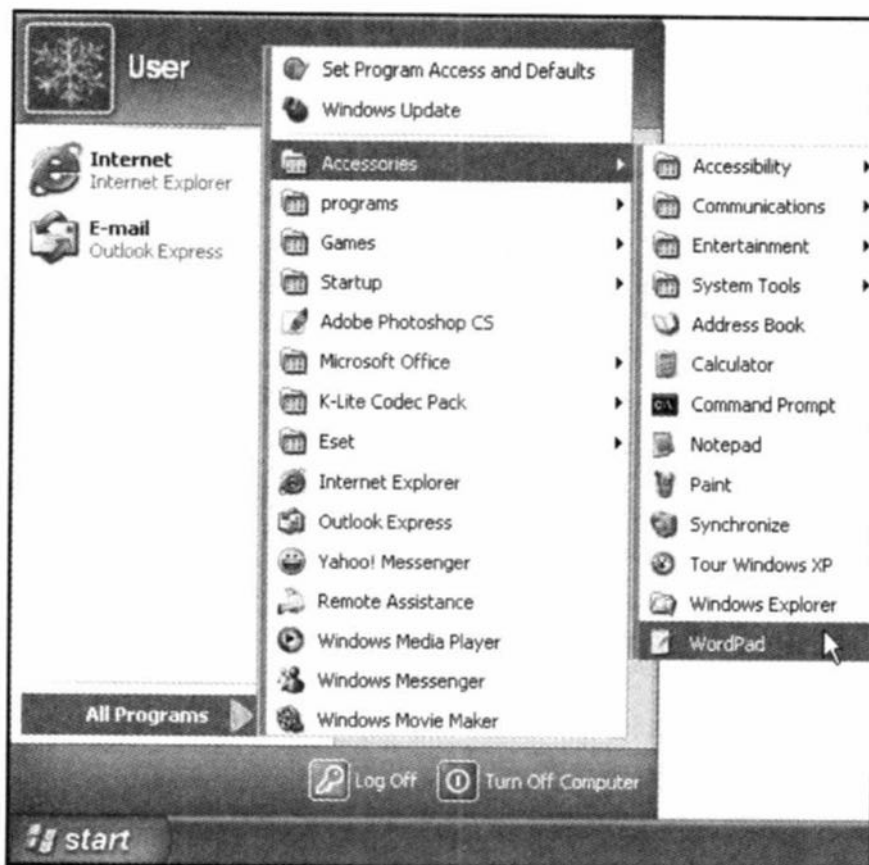 User
Internet
Internet Explorer
E-mail
Outlook Express
All Programs
Set Program Access and Defaults
Windows Update
Accessories
programs
Games
Startup
Adobe Photoshop CS
Microsoft Office
K-Lite Codec Pack
Eset
Internet Explorer
Outlook Express
Yahoo! Messenger
Remote Assistance
Windows Media Player
Windows Messenger
Windows Movie Maker
Accessibility
Communications
Entertainment
System Tools
Address Book
Calculator
Command Prompt
Notepad
Paint
Synchronize
Tour Windows XP
Windows Explorer
WordPad
Log Off
Turn Off Computer
start